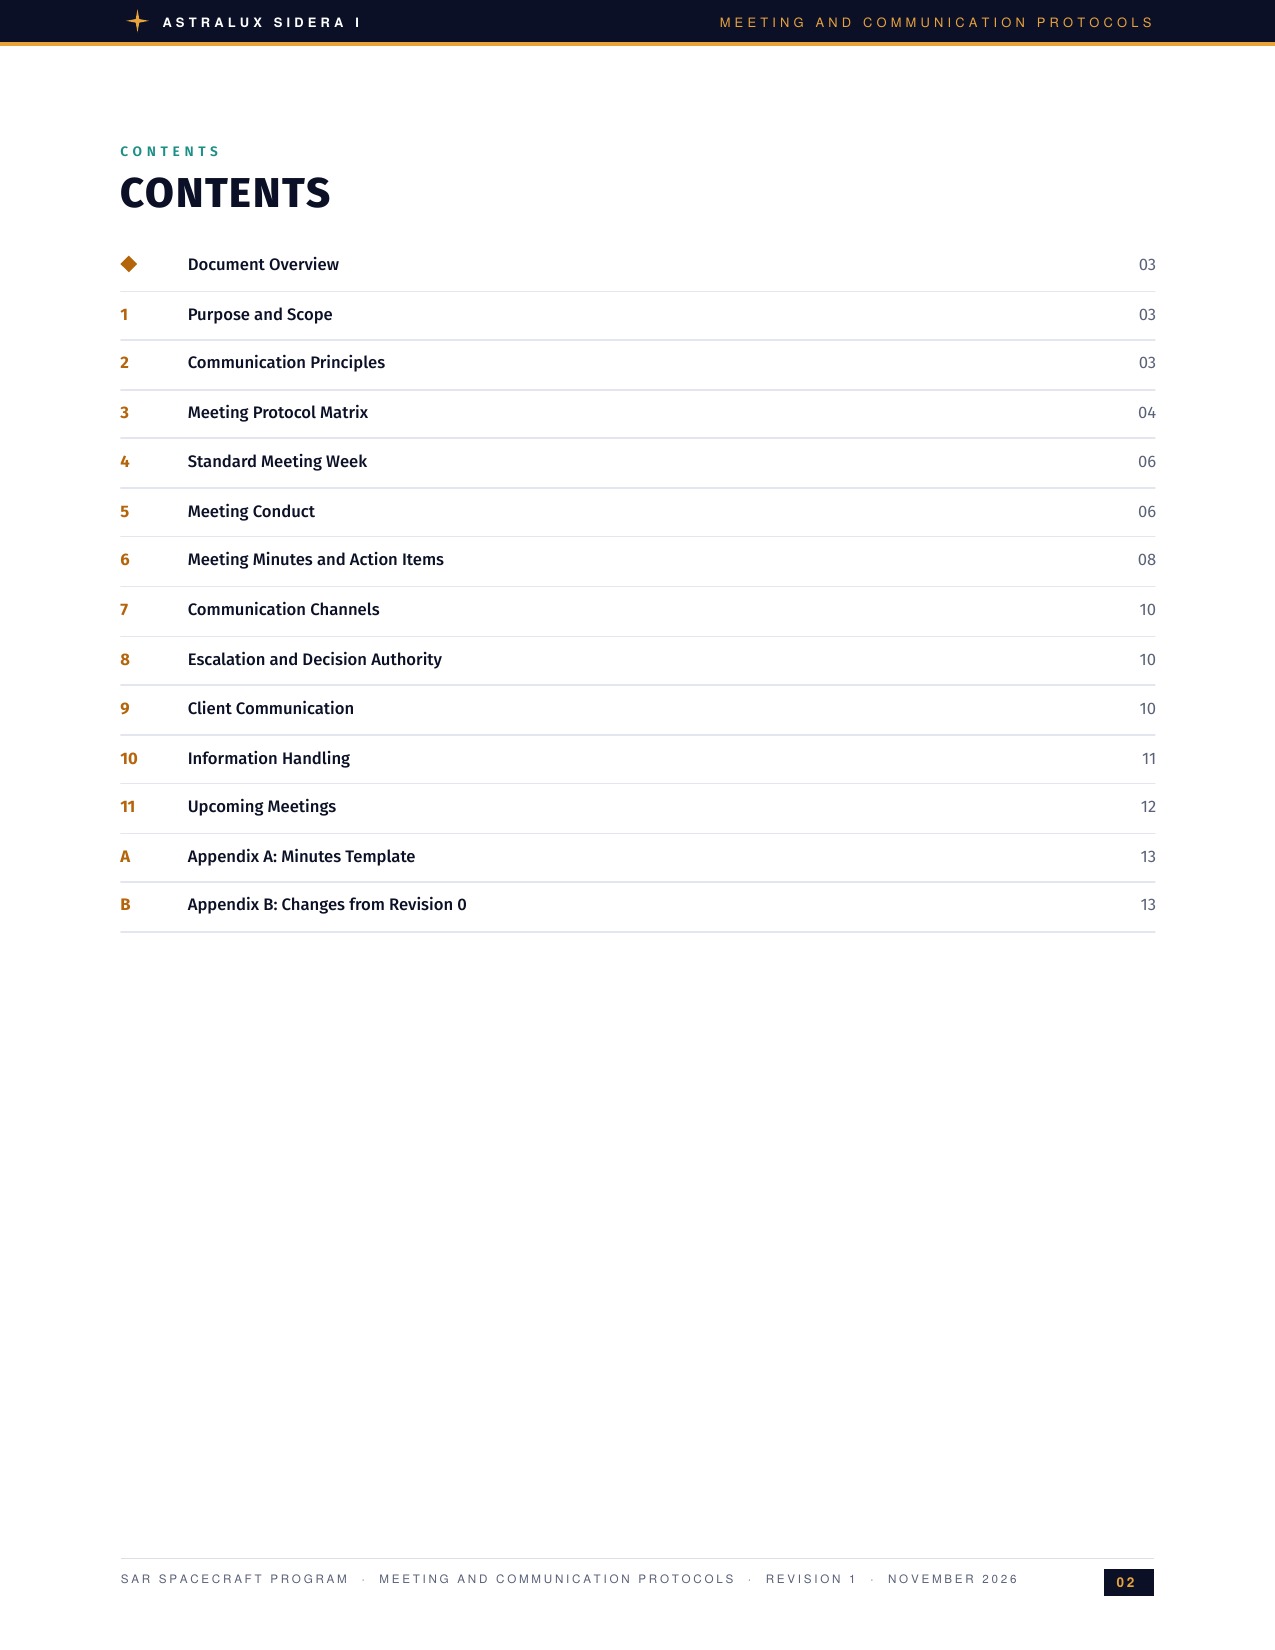 ASTRALUX SIDERA I MEETING AND COMMUNICATION PROTOCOLS
CONTENTS
CONTENTS
◆ Document Overview 03
1 Purpose and Scope 03
2 Communication Principles 03
3 Meeting Protocol Matrix 04
4 Standard Meeting Week 06
5 Meeting Conduct 06
6 Meeting Minutes and Action Items 08
7 Communication Channels 10
8 Escalation and Decision Authority 10
9 Client Communication 10
10 Information Handling 11
11 Upcoming Meetings 12
A Appendix A: Minutes Template 13
B Appendix B: Changes from Revision 0 13
SAR SPACECRAFT PROGRAM · MEETING AND COMMUNICATION PROTOCOLS · REVISION 1 · NOVEMBER 2026 02